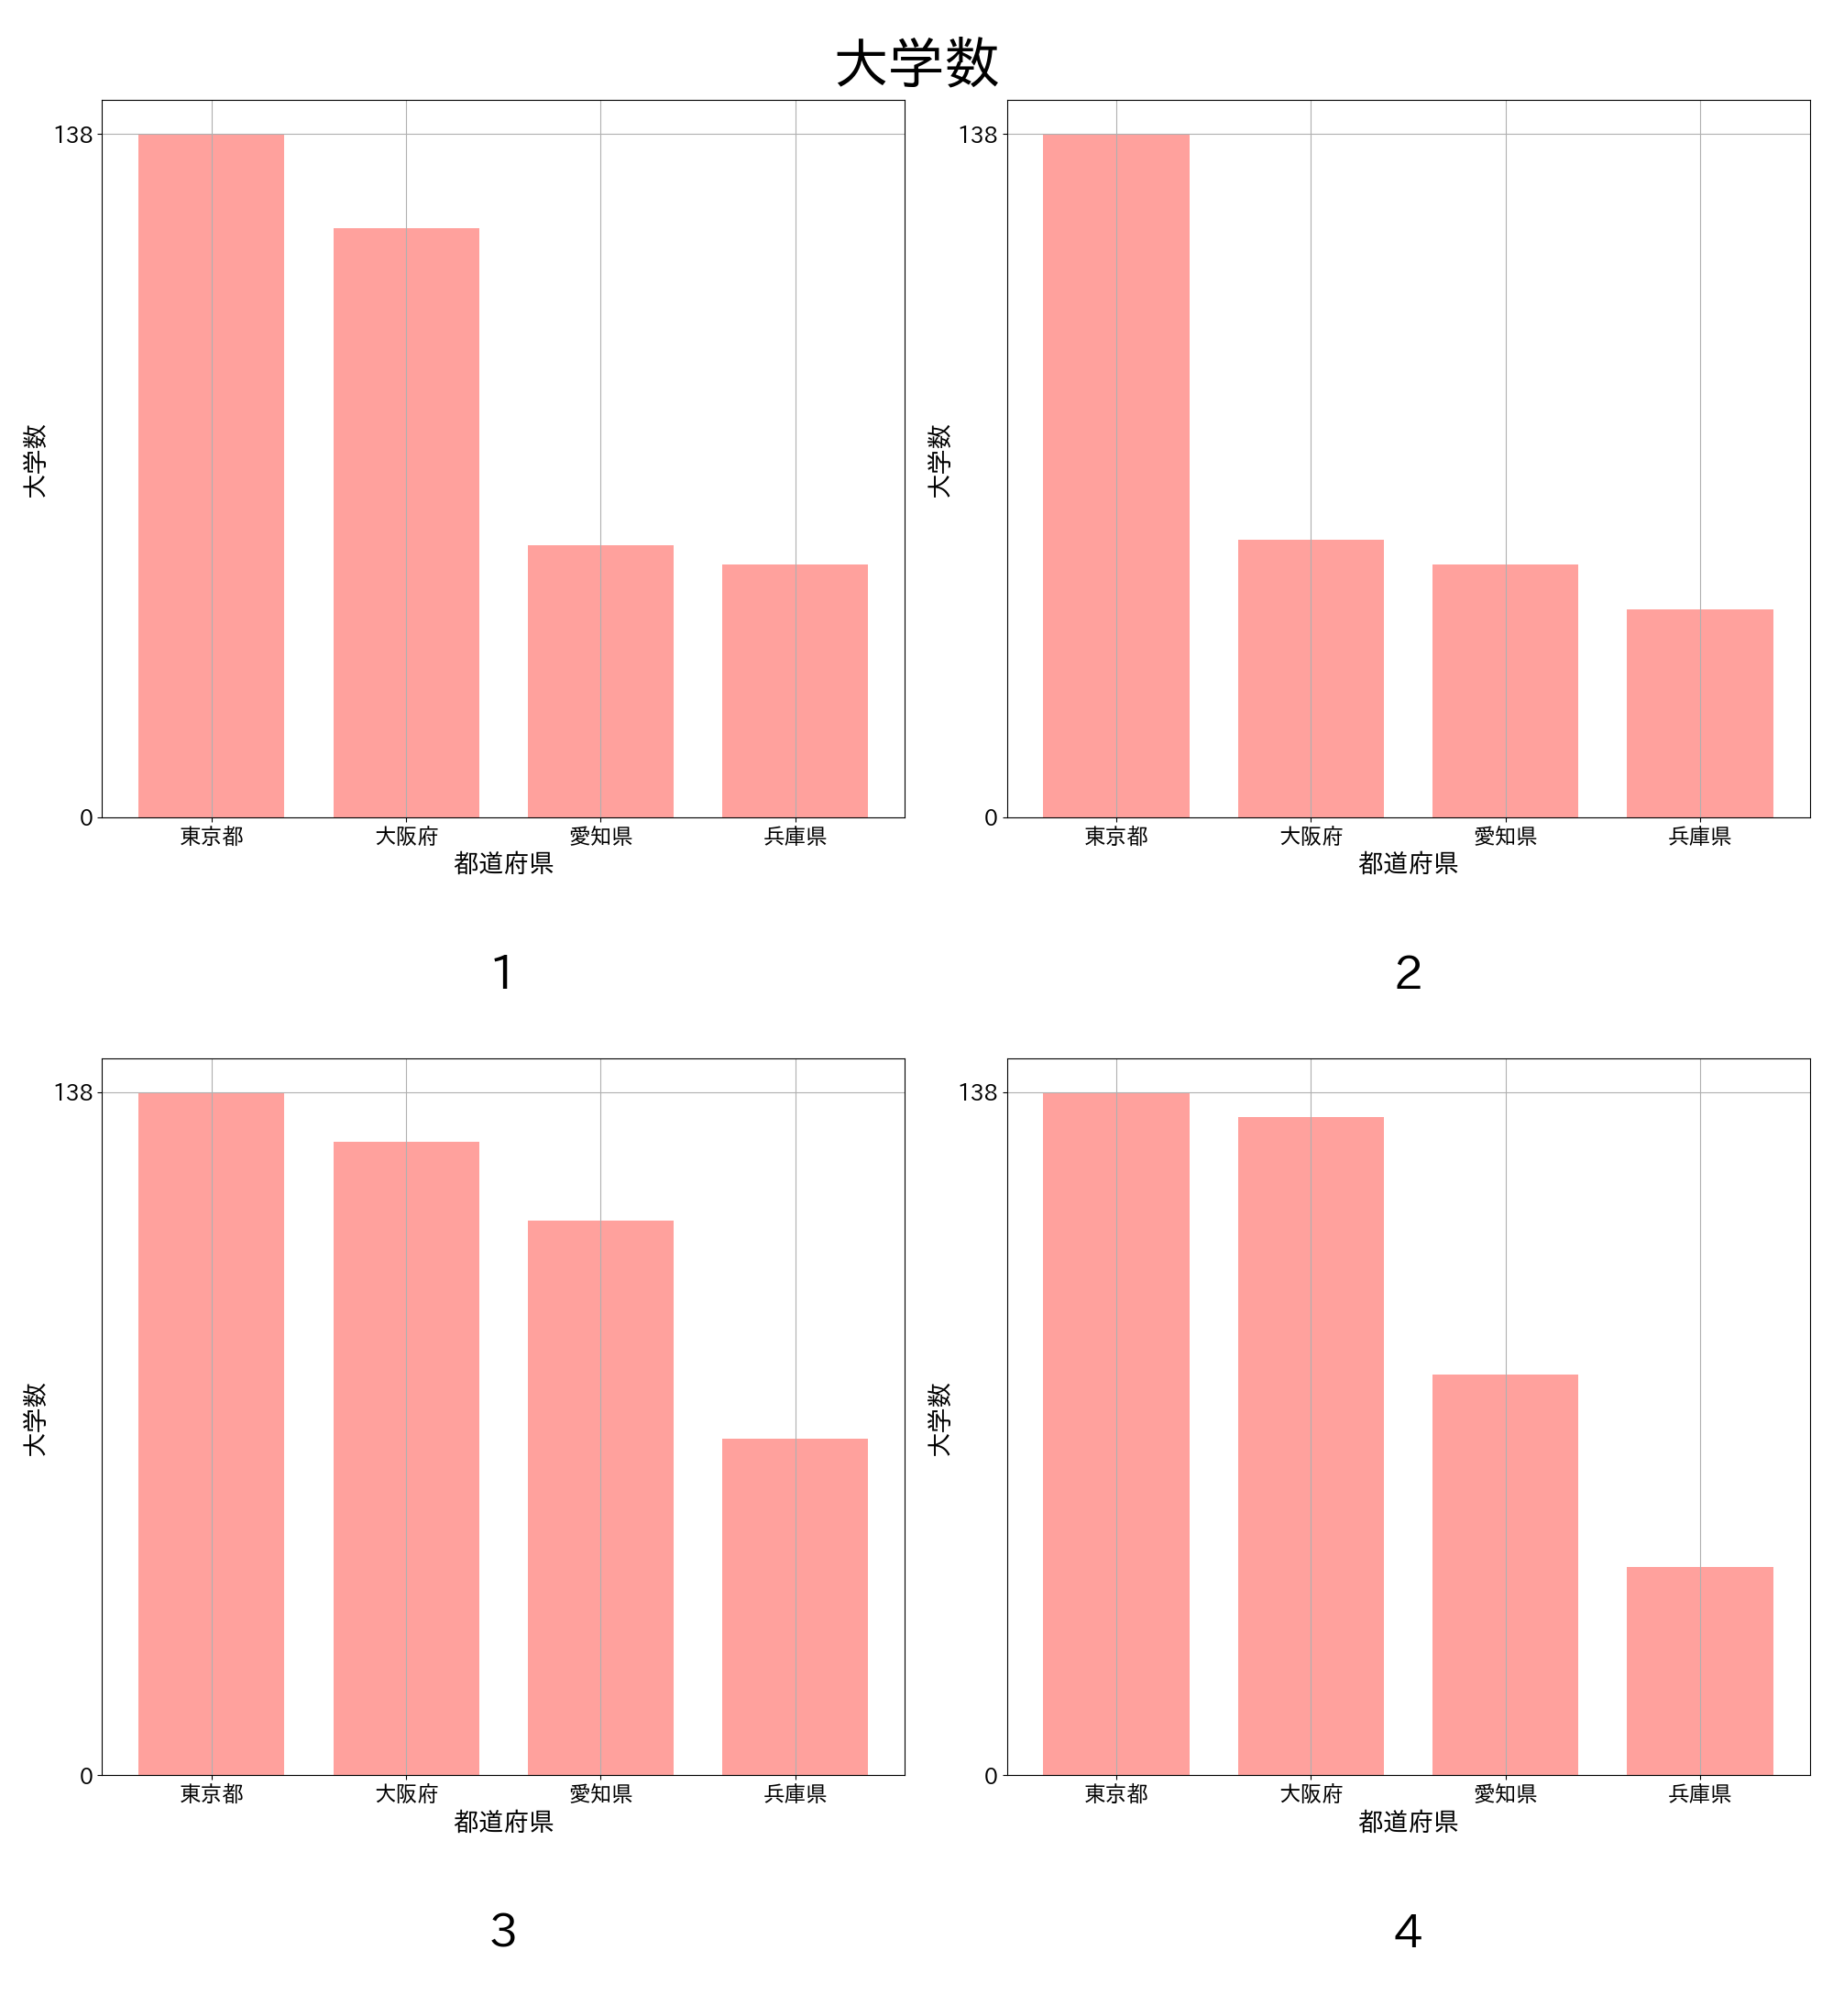 大学数
138
大学数
0
東京都 大阪府 愛知県 兵庫県
都道府県
1
138
大学数
0
東京都 大阪府 愛知県 兵庫県
都道府県
2
138
大学数
0
東京都 大阪府 愛知県 兵庫県
都道府県
3
138
大学数
0
東京都 大阪府 愛知県 兵庫県
都道府県
4